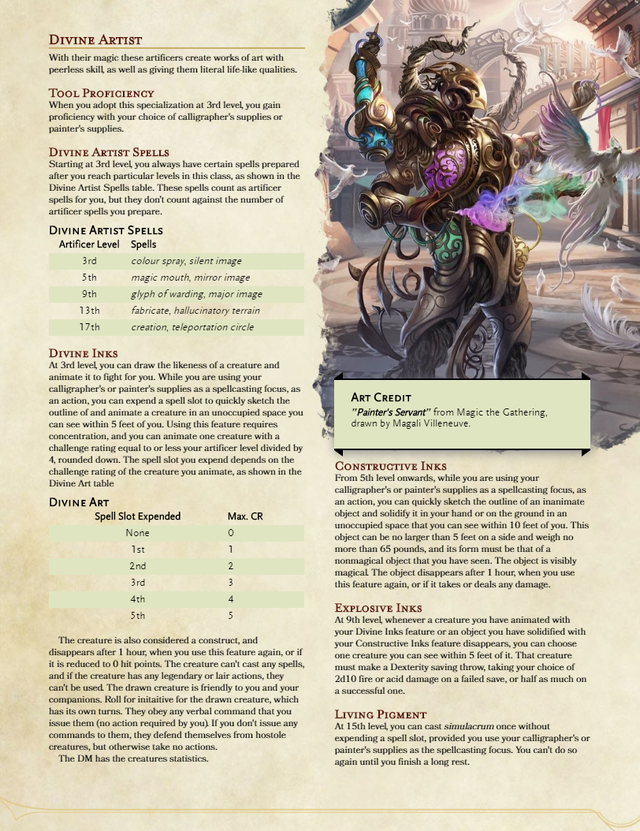 Divine Artist
With their magic these artificers create works of art with
peerless skill, as well as giving them literal life-like qualities.
Tool Proficiency
When you adopt this specialization at 3rd level, you gain
proficiency with your choice of calligrapher's supplies or
painter's supplies.
Divine Artist Spells
Starting at 3rd level, you always have certain spells prepared
after you reach particular levels in this class, as shown in the
Divine Artist Spells table. These spells count as artificer
spells for you, but they don't count against the number of
artificer spells you prepare.
Divine Artist Spells
Artificer Level Spells
3rd colour spray, silent image
5th magic mouth, mirror image
9th glyph of warding, major image
13th fabricate, hallucinatory terrain
17th creation, teleportation circle
Divine Inks
At 3rd level, you can draw the likeness of a creature and
animate it to fight for you. While you are using your
calligrapher's or painter's supplies as a spellcasting focus, as
an action, you can expend a spell slot to quickly sketch the
outline of and animate a creature in an unoccupied space you
can see within 5 feet of you. Using this feature requires
concentration, and you can animate one creature with a
challenge rating equal to or less your artificer level divided by
4, rounded down. The spell slot you expend depends on the
challenge rating of the creature you animate, as shown in the
Divine Art table
Divine Art
Spell Slot Expended Max. CR
None 0
1st 1
2nd 2
3rd 3
4th 4
5th 5
The creature is also considered a construct, and
disappears after 1 hour, when you use this feature again, or if
it is reduced to 0 hit points. The creature can't cast any spells,
and if the creature has any legendary or lair actions, they
can't be used. The drawn creature is friendly to you and your
companions. Roll for initaitive for the drawn creature, which
has its own turns. They obey any verbal command that you
issue them (no action required by you). If you don't issue any
commands to them, they defend themselves from hostole
creatures, but otherwise take no actions.
The DM has the creatures statistics.
Art Credit
"Painter's Servant" from Magic the Gathering,
drawn by Magali Villeneuve.
Constructive Inks
From 5th level onwards, while you are using your
calligrapher's or painter's supplies as a spellcasting focus, as
an action, you can quickly sketch the outline of an inanimate
object and solidify it in your hand or on the ground in an
unoccupied space that you can see within 10 feet of you. This
object can be no larger than 5 feet on a side and weigh no
more than 65 pounds, and its form must be that of a
nonmagical object that you have seen. The object is visibly
magical. The object disappears after 1 hour, when you use
this feature again, or if it takes or deals any damage.
Explosive Inks
At 9th level, whenever a creature you have animated with
your Divine Inks feature or an object you have solidified with
your Constructive Inks feature disappears, you can choose
one creature you can see within 5 feet of it. That creature
must make a Dexterity saving throw, taking your choice of
2d10 fire or acid damage on a failed save, or half as much on
a successful one.
Living Pigment
At 15th level, you can cast simulacrum once without
expending a spell slot, provided you use your calligrapher's or
painter's supplies as the spellcasting focus. You can't do so
again until you finish a long rest.